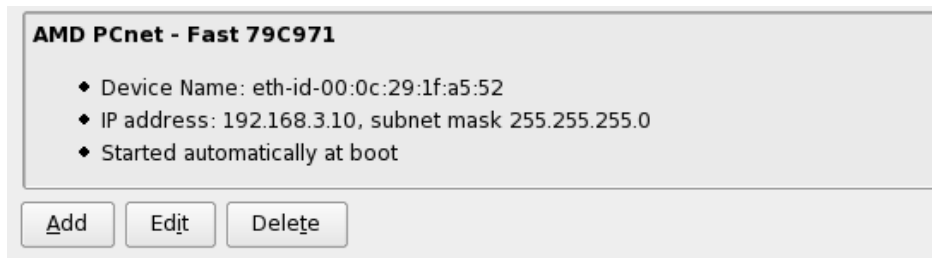 AMD PCnet - Fast 79C971
Device Name: eth-id-00:0c:29:1f:a5:52
IP address: 192.168.3.10, subnet mask 255.255.255.0
Started automatically at boot
Add Edit Delete